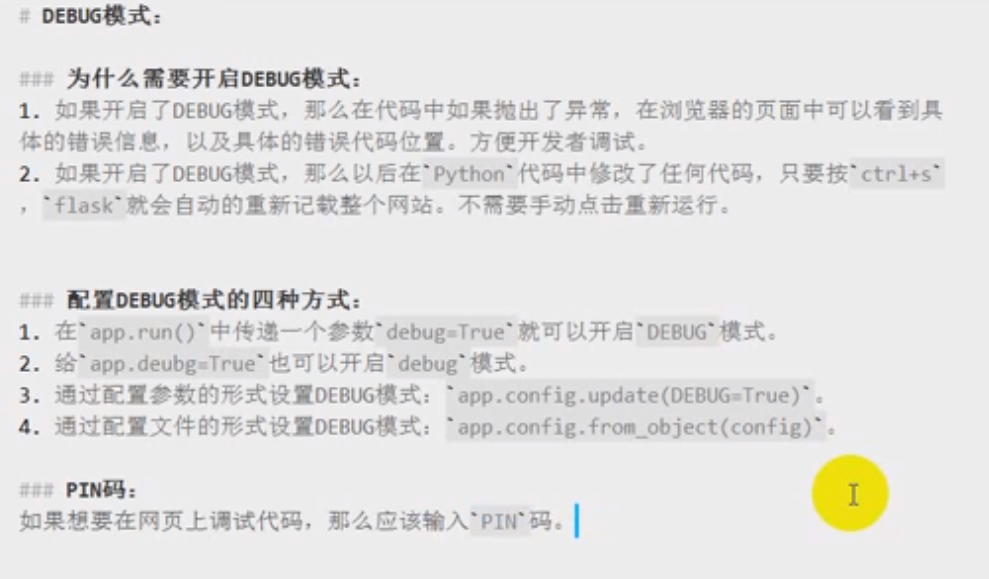 # DEBUG模式：
### 为什么需要开启DEBUG模式：
1. 如果开启了DEBUG模式，那么在代码中如果抛出了异常，在浏览器的页面中可以看到具
体的错误信息，以及具体的错误代码位置。方便开发者调试。
2. 如果开启了DEBUG模式，那么以后在`Python`代码中修改了任何代码，只要按`ctrl+s`
，`flask`就会自动的重新记载整个网站。不需要手动点击重新运行。
### 配置DEBUG模式的四种方式：
1. 在`app.run()`中传递一个参数`debug=True`就可以开启`DEBUG`模式。
2. 给`app.deubg=True`也可以开启`debug`模式。
3. 通过配置参数的形式设置DEBUG模式：`app.config.update(DEBUG=True)`。
4. 通过配置文件的形式设置DEBUG模式：`app.config.from_object(config)`。
### PIN码：
如果想要在网页上调试代码，那么应该输入`PIN`码。